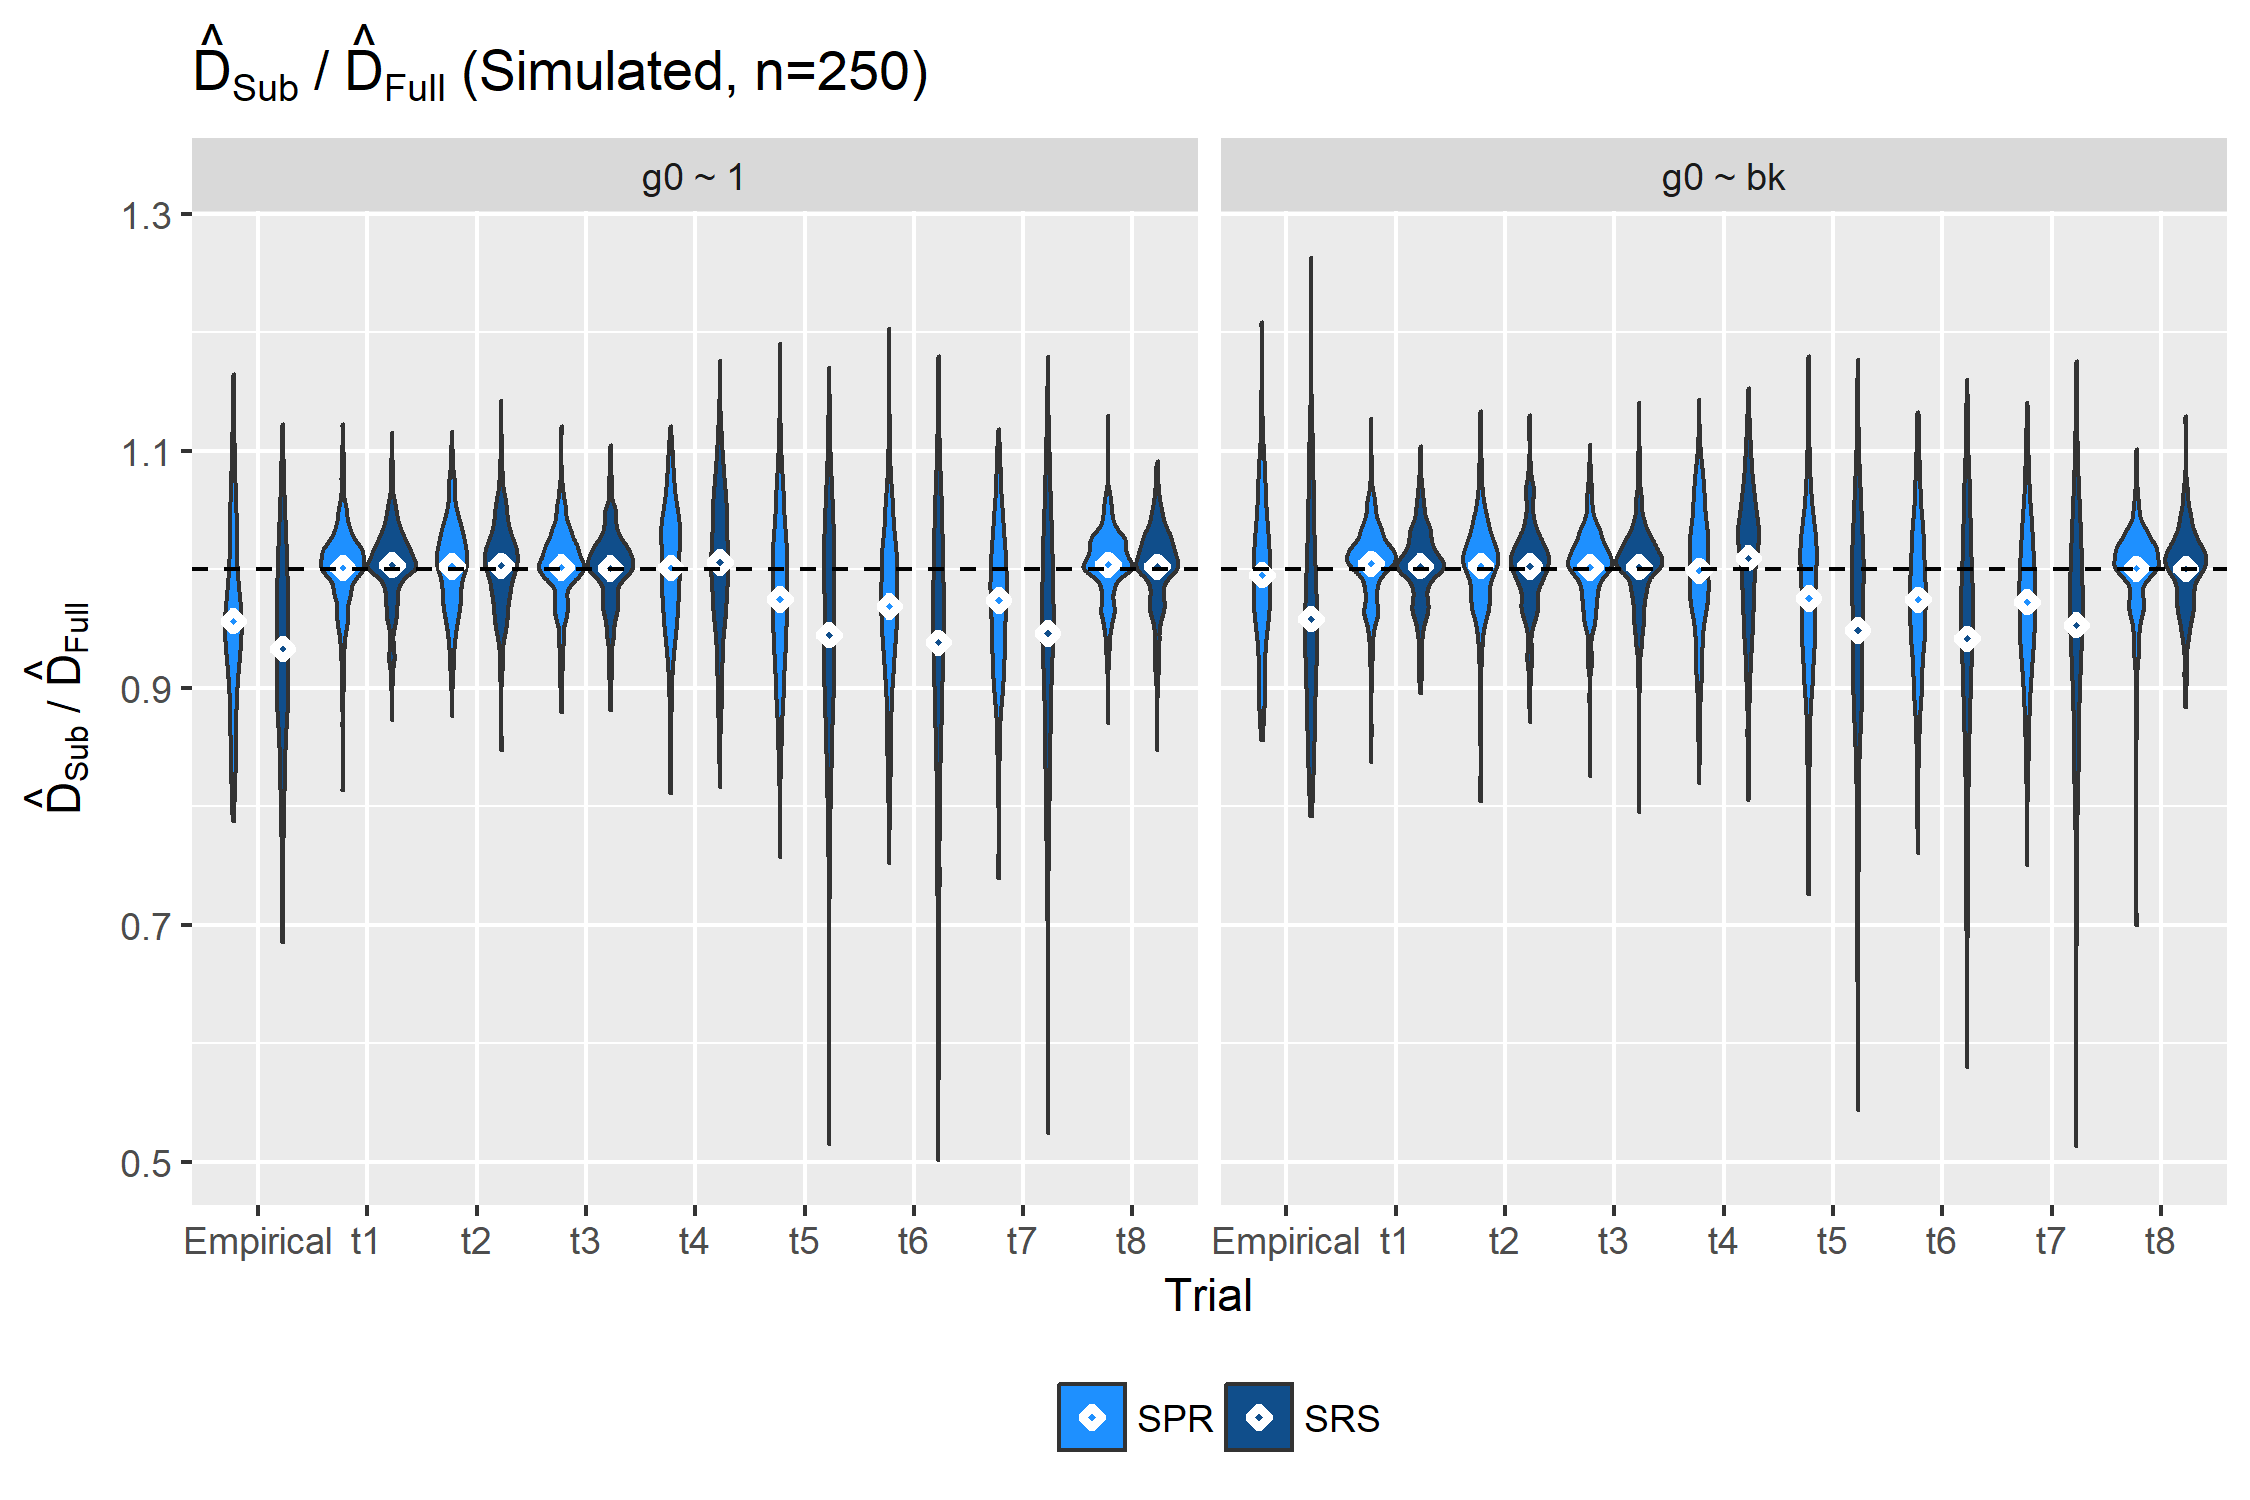 D̂Sub / D̂Full (Simulated, n=250)
g0 ~ 1
g0 ~ bk
1.3
1.1
0.9
0.7
0.5
D̂Sub / D̂Full
Empirical t1 t2 t3 t4 t5 t6 t7 t8
Empirical t1 t2 t3 t4 t5 t6 t7 t8
Trial
SPR SRS